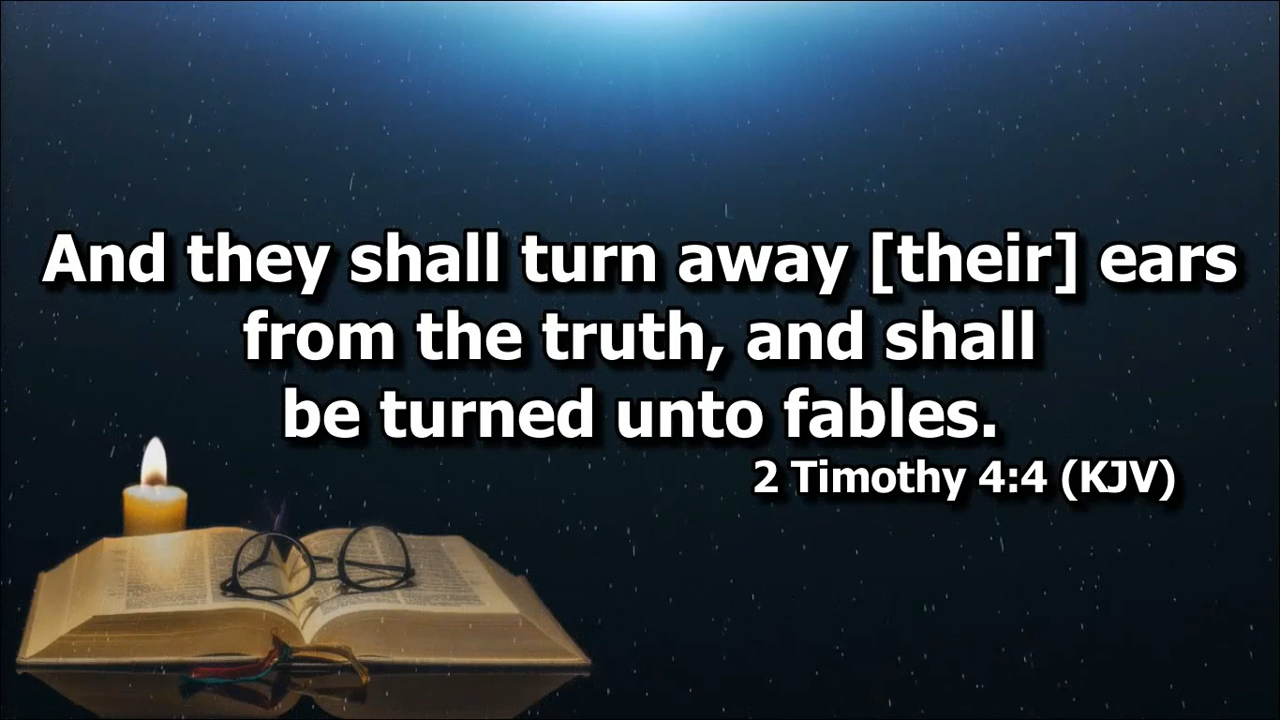 And they shall turn away [their] ears
from the truth, and shall
be turned unto fables.
2 Timothy 4:4 (KJV)